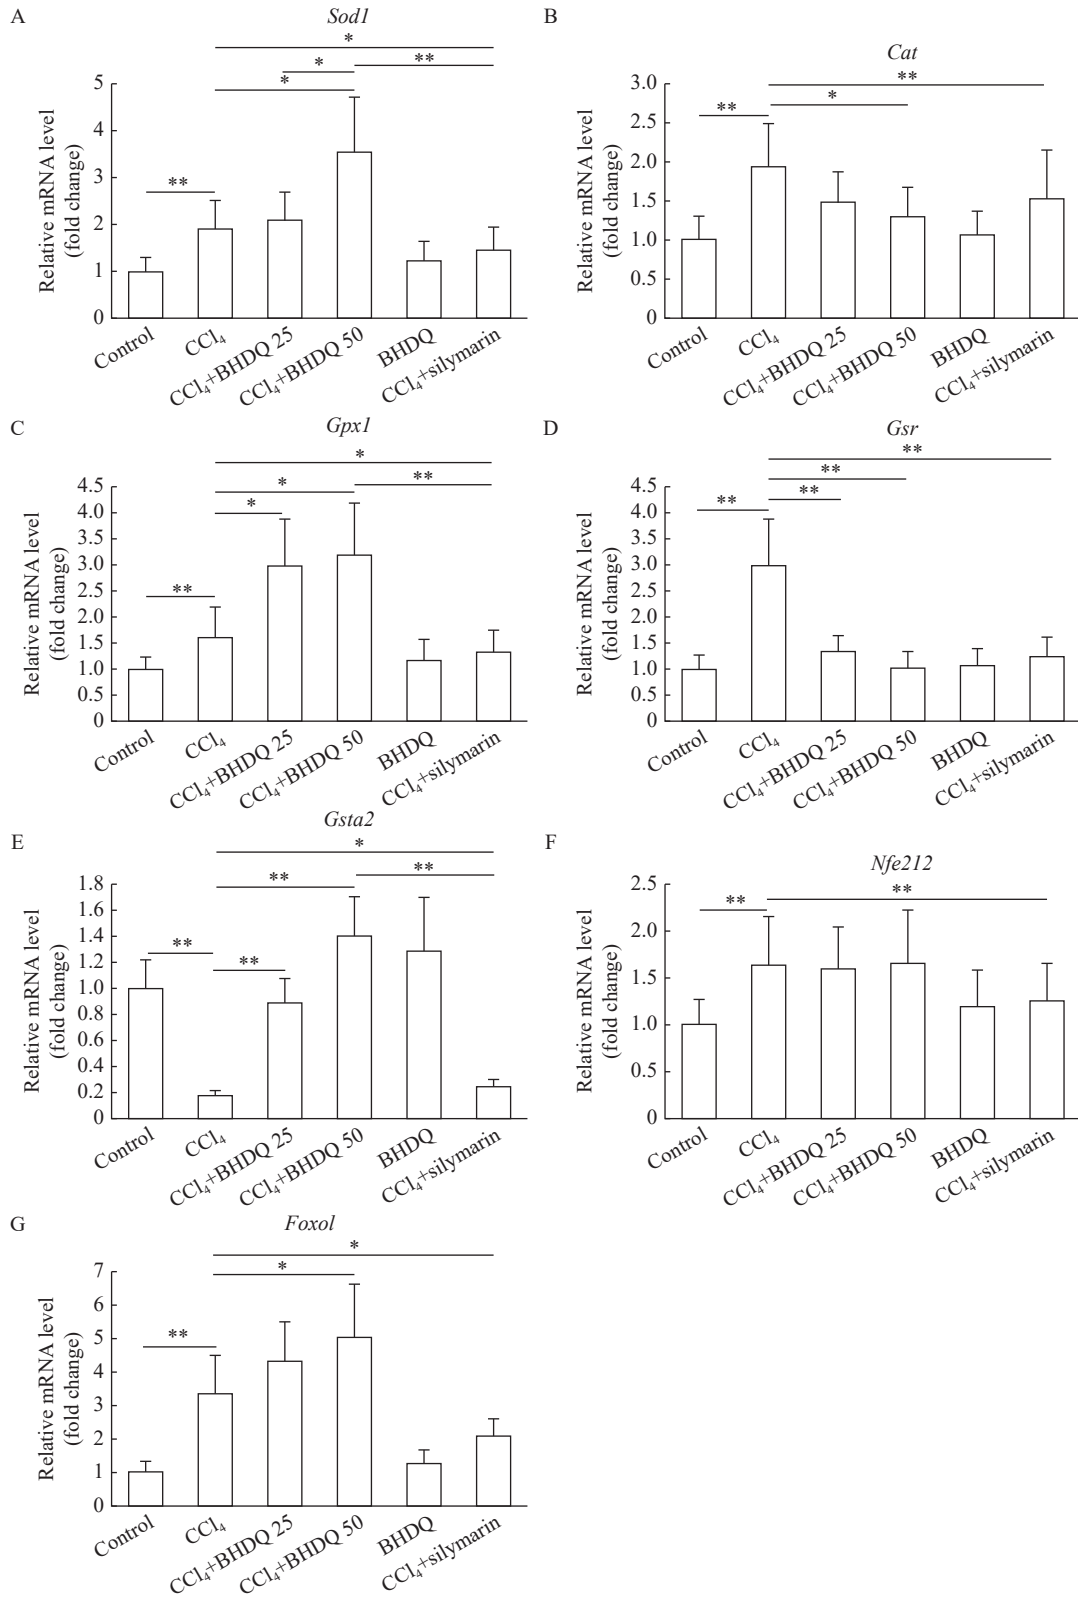 A
Sod1
*
*
**
*
**
Relative mRNA level
(fold change)
5
4
3
2
1
0
Control
CCl₄
CCl₄+BHDQ 25
CCl₄+BHDQ 50
BHDQ
CCl₄+silymarin
B
Cat
**
*
**
Relative mRNA level
(fold change)
3.0
2.5
2.0
1.5
1.0
0.5
0
Control
CCl₄
CCl₄+BHDQ 25
CCl₄+BHDQ 50
BHDQ
CCl₄+silymarin
C
Gpx1
*
**
*
*
**
Relative mRNA level
(fold change)
4.5
4.0
3.5
3.0
2.5
2.0
1.5
1.0
0.5
0
Control
CCl₄
CCl₄+BHDQ 25
CCl₄+BHDQ 50
BHDQ
CCl₄+silymarin
D
Gsr
**
**
**
**
Relative mRNA level
(fold change)
4.5
4.0
3.5
3.0
2.5
2.0
1.5
1.0
0.5
0
Control
CCl₄
CCl₄+BHDQ 25
CCl₄+BHDQ 50
BHDQ
CCl₄+silymarin
E
Gsta2
*
**
**
**
**
Relative mRNA level
(fold change)
1.8
1.6
1.4
1.2
1.0
0.8
0.6
0.4
0.2
0
Control
CCl₄
CCl₄+BHDQ 25
CCl₄+BHDQ 50
BHDQ
CCl₄+silymarin
F
Nfe212
**
**
Relative mRNA level
(fold change)
2.5
2.0
1.5
1.0
0.5
0
Control
CCl₄
CCl₄+BHDQ 25
CCl₄+BHDQ 50
BHDQ
CCl₄+silymarin
G
Foxol
*
*
**
Relative mRNA level
(fold change)
7
6
5
4
3
2
1
0
Control
CCl₄
CCl₄+BHDQ 25
CCl₄+BHDQ 50
BHDQ
CCl₄+silymarin